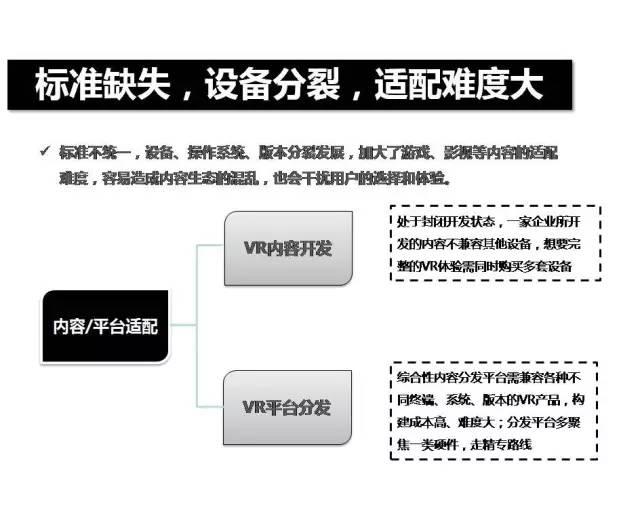 标准缺失，设备分裂，适配难度大
✓ 标准不统一，设备、操作系统、版本分裂发展，加大了游戏、影视等内容的适配
难度，容易造成内容生态的混乱，也会干扰用户的选择和体验。
VR内容开发
处于封闭开发状态，一家企业所开
发的内容不兼容其他设备，想要完
整的VR体验需同时购买多套设备
内容/平台适配
VR平台分发
综合性内容分发平台需兼容各种不
同终端、系统、版本的VR产品，构
建成本高、难度大；分发平台多聚
焦一类硬件，走精专路线